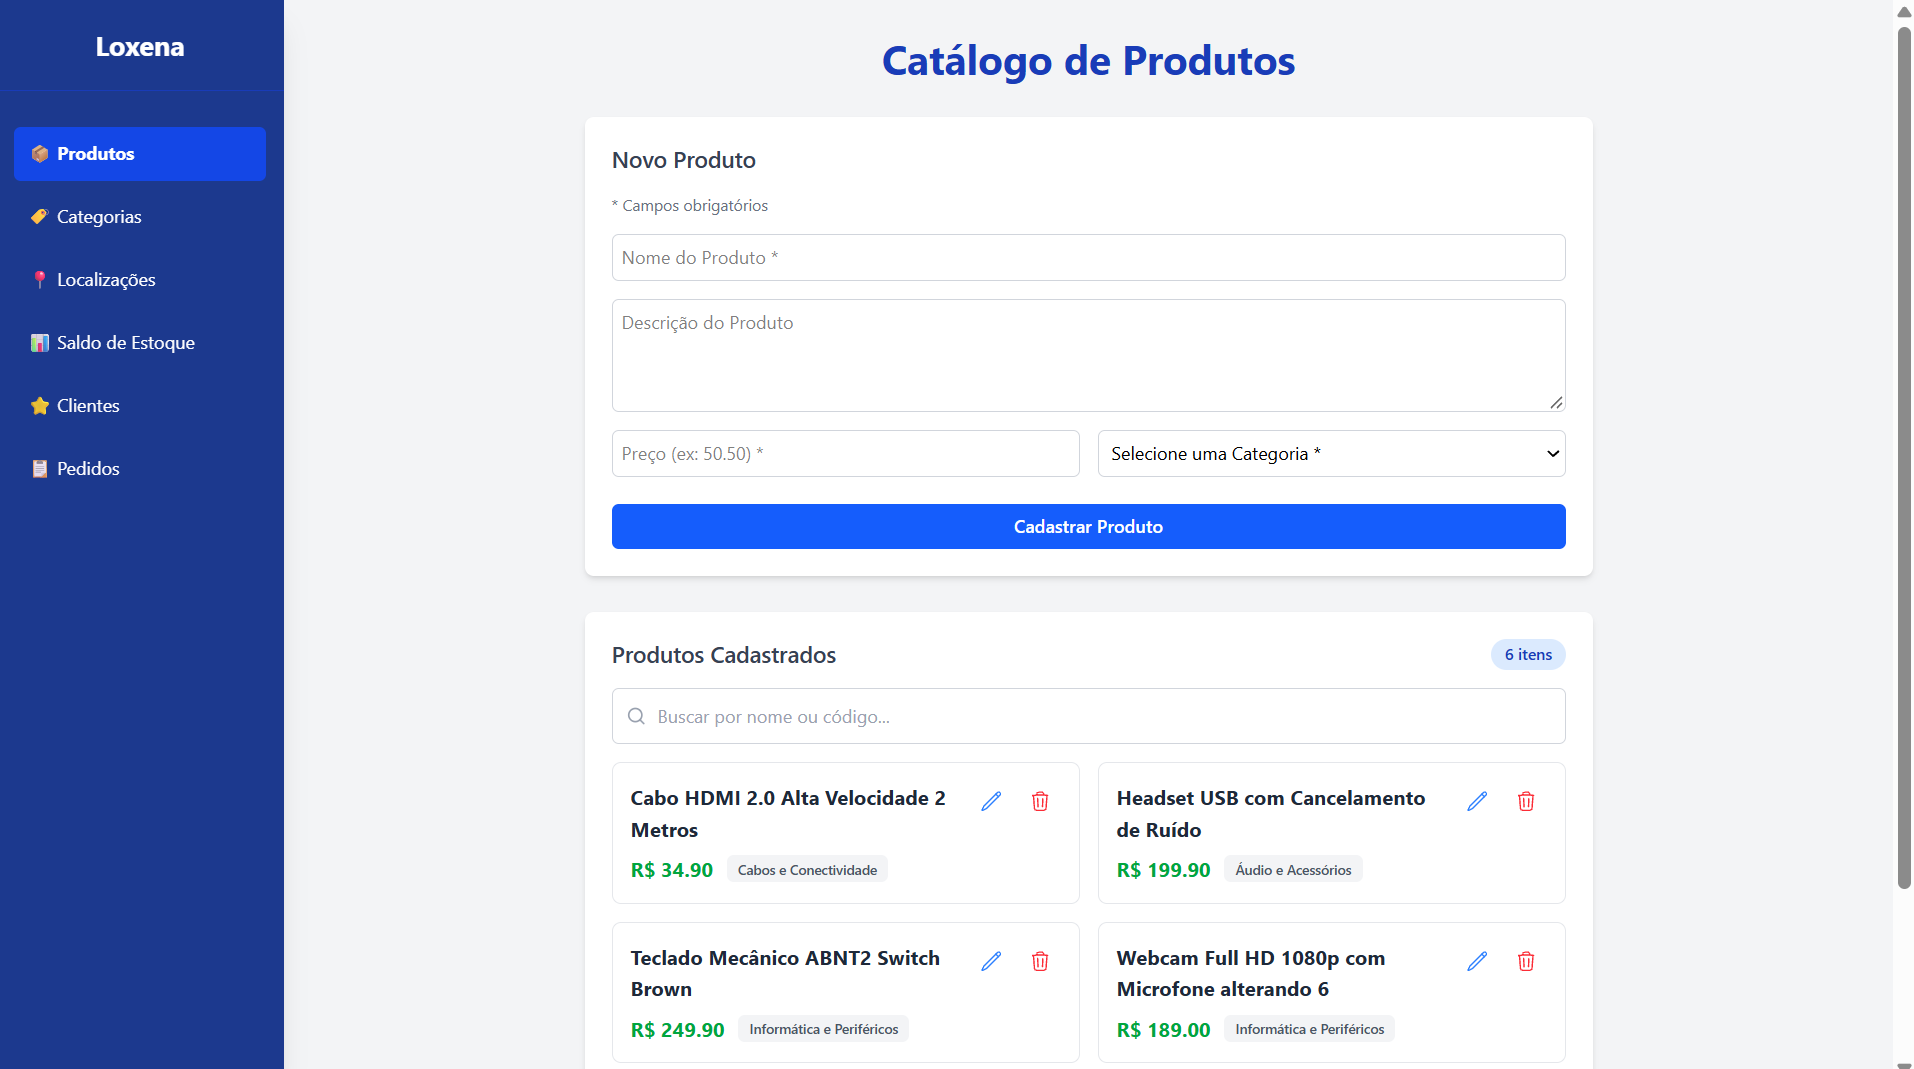 Loxena
Produtos
Categorias
Localizações
Saldo de Estoque
Clientes
Pedidos
Catálogo de Produtos
Novo Produto
* Campos obrigatórios
Nome do Produto *
Descrição do Produto
Preço (ex: 50.50) *
Selecione uma Categoria *
Cadastrar Produto
Produtos Cadastrados
6 itens
Buscar por nome ou código...
Cabo HDMI 2.0 Alta Velocidade 2
Metros
R$ 34.90 Cabos e Conectividade
Headset USB com Cancelamento
de Ruído
R$ 199.90 Áudio e Acessórios
Teclado Mecânico ABNT2 Switch
Brown
R$ 249.90 Informática e Periféricos
Webcam Full HD 1080p com
Microfone alterando 6
R$ 189.00 Informática e Periféricos